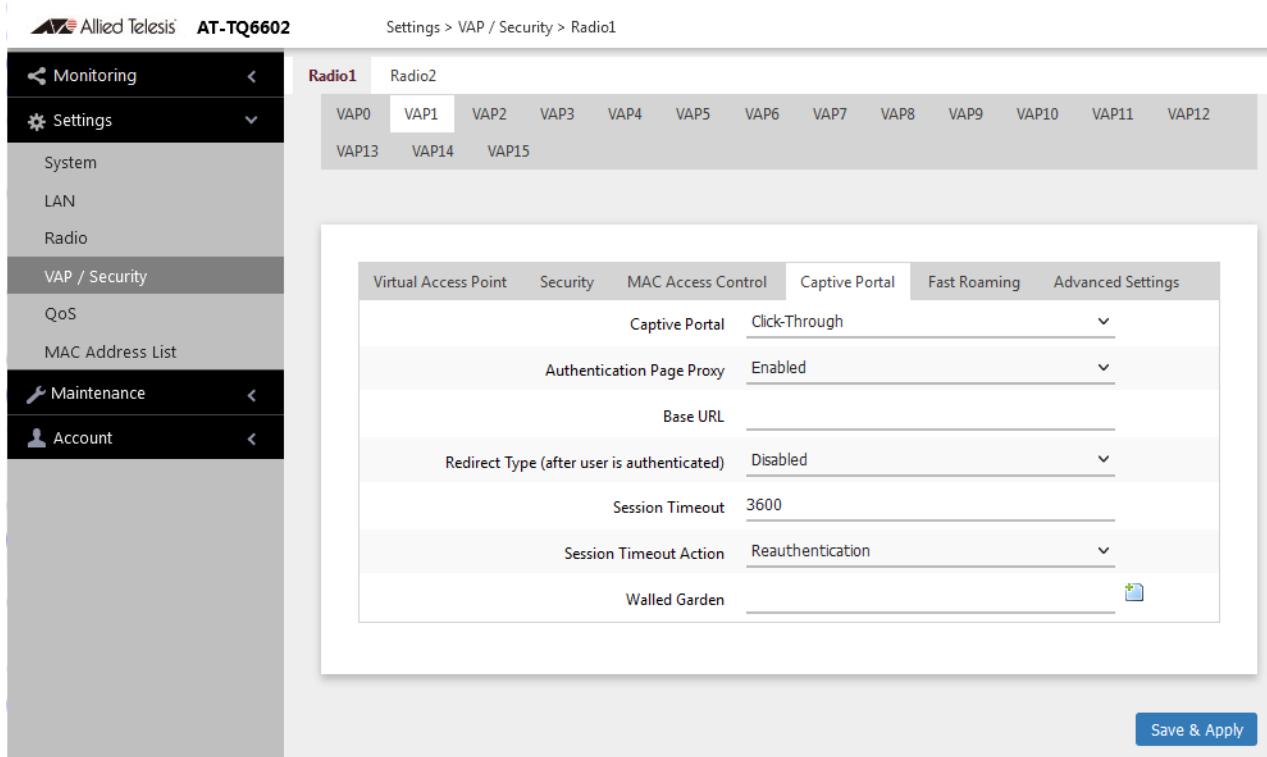 Allied Telesis AT-TQ6602 Settings > VAP / Security > Radio1
Monitoring
Radio1 Radio2
Settings
VAP0 VAP1 VAP2 VAP3 VAP4 VAP5 VAP6 VAP7 VAP8 VAP9 VAP10 VAP11 VAP12
VAP13 VAP14 VAP15
System
LAN
Radio
VAP / Security
QoS
MAC Address List
Maintenance
Account
Virtual Access Point Security MAC Access Control Captive Portal Fast Roaming Advanced Settings
Captive Portal Click-Through
Authentication Page Proxy Enabled
Base URL
Redirect Type (after user is authenticated) Disabled
Session Timeout 3600
Session Timeout Action Reauthentication
Walled Garden
Save & Apply